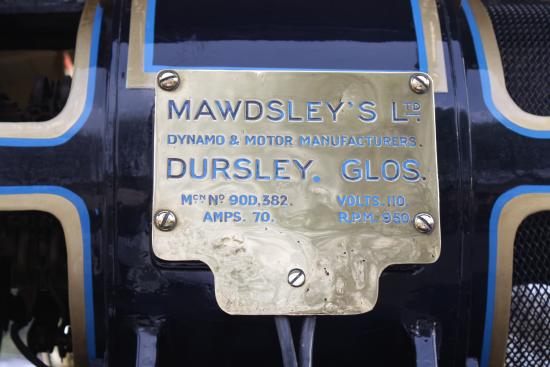 MAWDSLEY'S LTD
DYNAMO & MOTOR MANUFACTURERS.
DURSLEY. GLOS.
MCN NO 90D,382. VOLTS. 110.
AMPS. 70. R.P.M. 950.